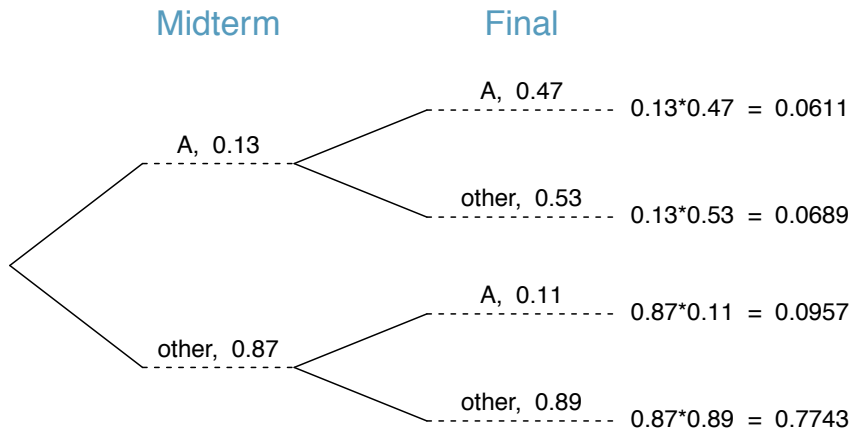 Midterm Final
A, 0.47
0.13*0.47 = 0.0611
A, 0.13
other, 0.53
0.13*0.53 = 0.0689
A, 0.11
0.87*0.11 = 0.0957
other, 0.87
other, 0.89
0.87*0.89 = 0.7743